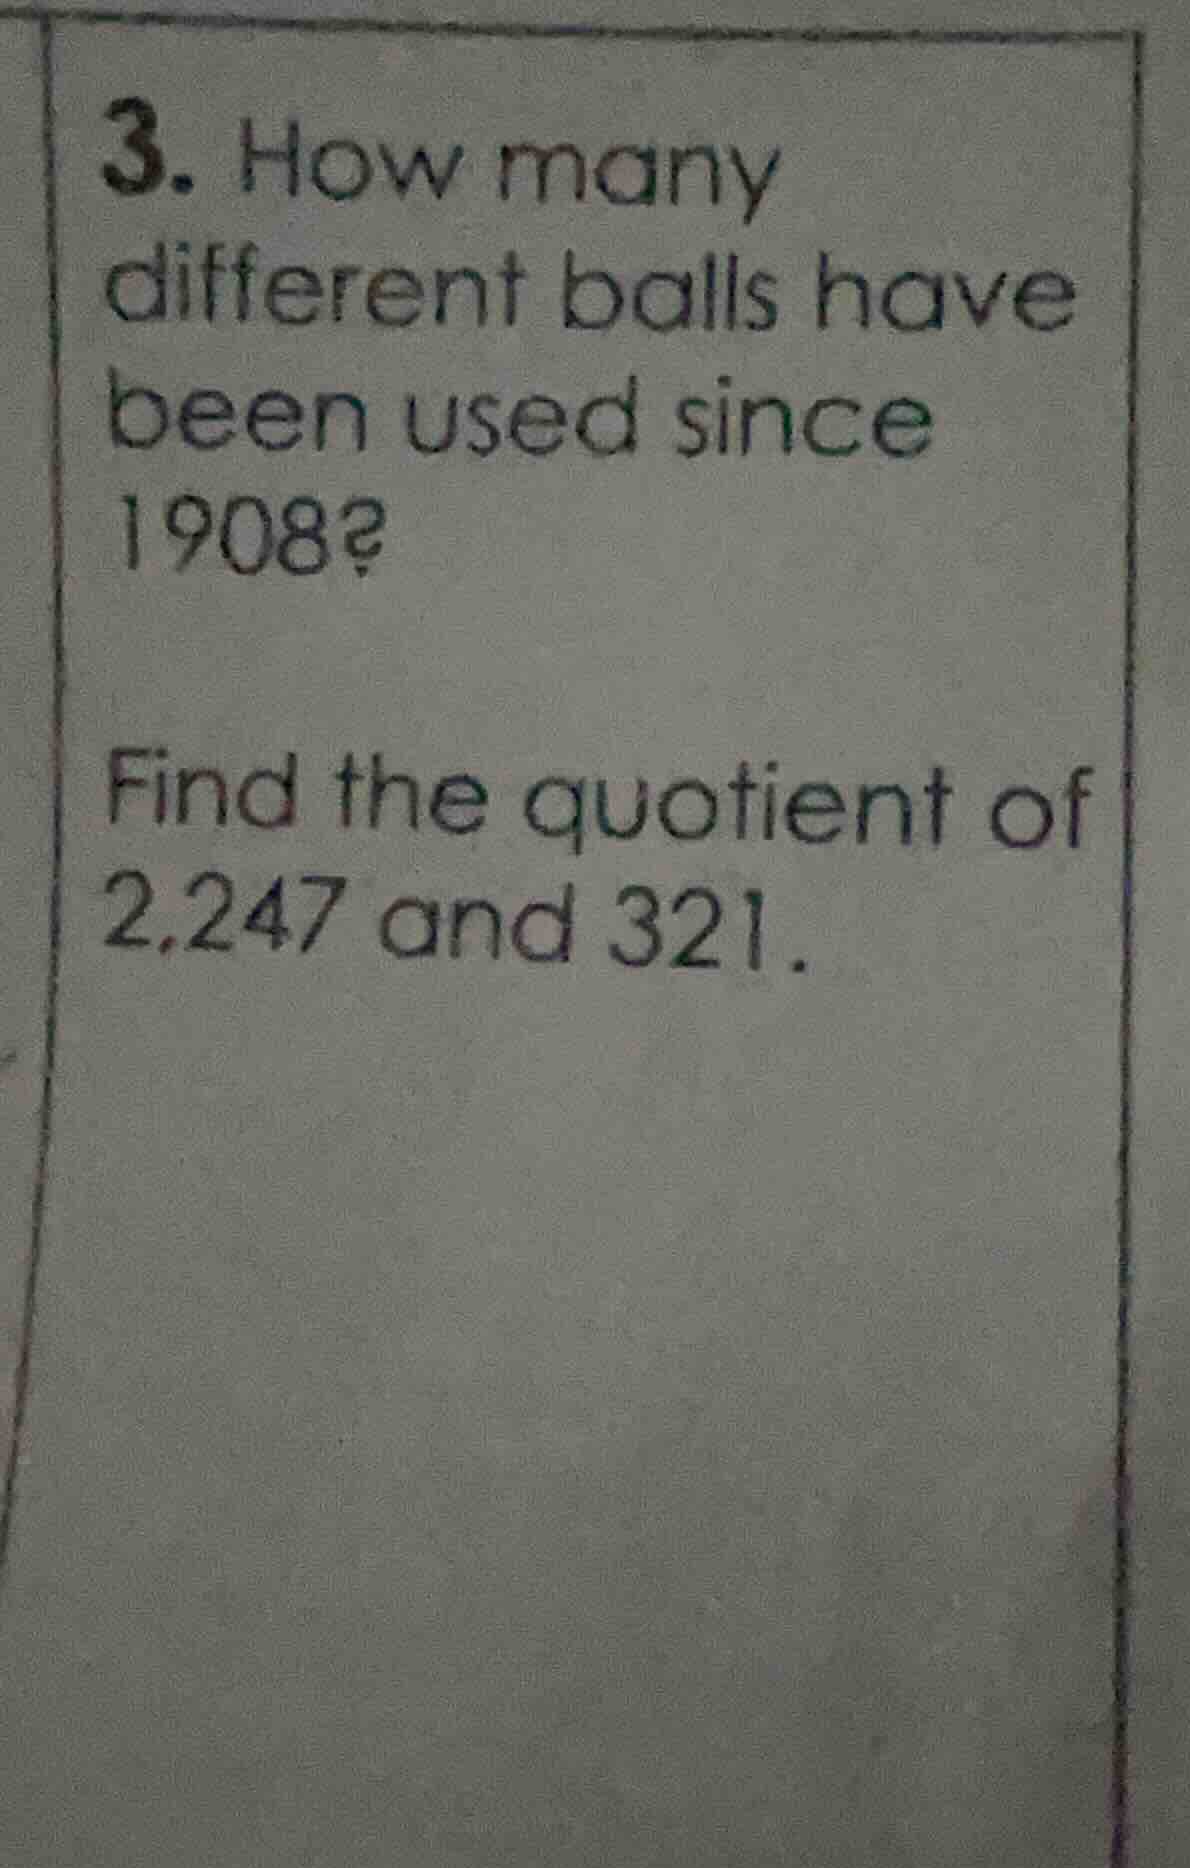 3. How many
different balls have
been used since
1908?
Find the quotient of
2,247 and 321.